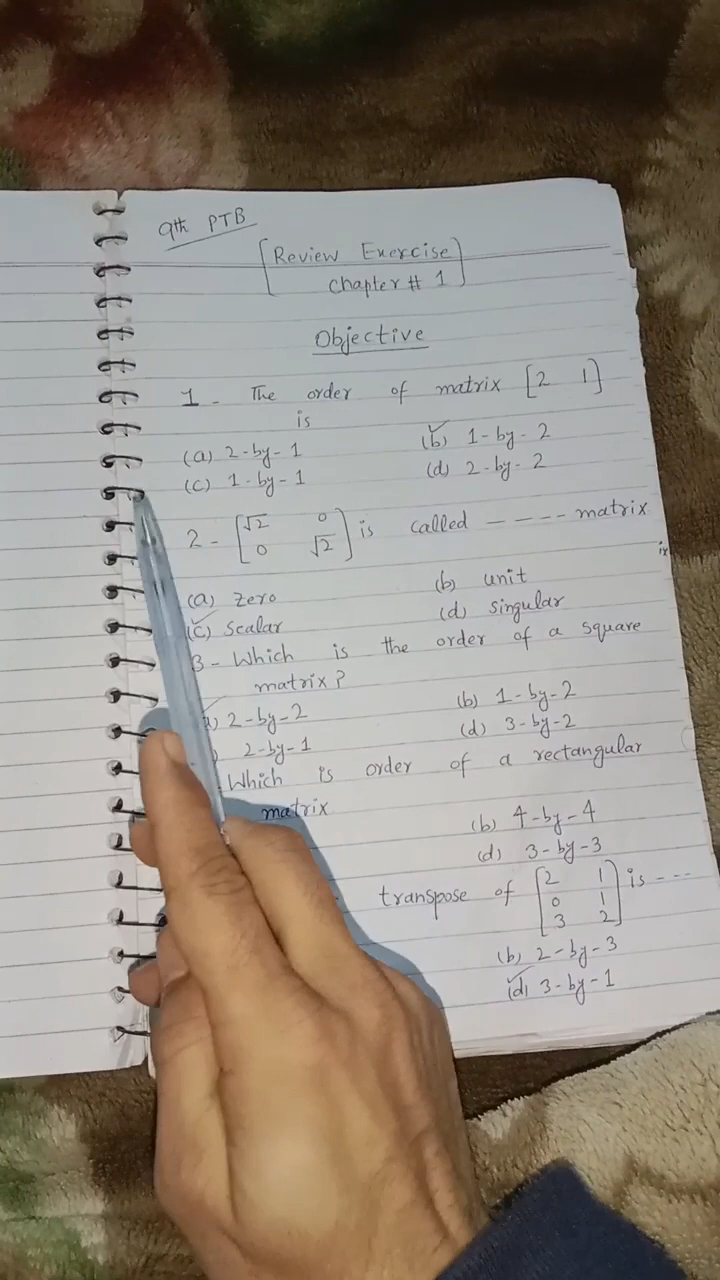 9th PTB
[Review Exercise
Chapter # 1]
Objective
1 - The order of matrix [2 1]
is
(a) 2-by-1 (b) 1-by-2
(c) 1-by-1 (d) 2-by-2
2 - [√2 0
0 √2] is called ---- matrix
ix
(a) Zero (b) unit
(c) Scalar (d) singular
3 - Which is the order of a square
matrix?
2-by-2 (b) 1-by-2
2-by-1 (d) 3-by-2
Which is order of a rectangular
matrix
(b) 4-by-4
(d) 3-by-3
transpose of [2 1
0 1
3 2] is ---
(b) 2-by-3
(d) 3-by-1